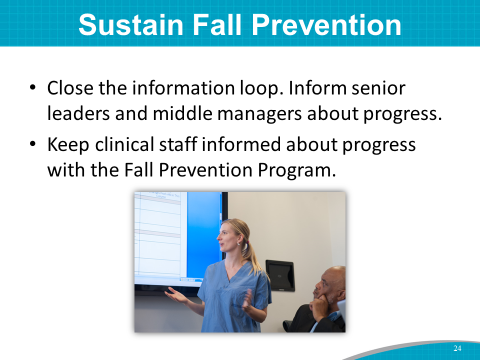 Sustain Fall Prevention
• Close the information loop. Inform senior
leaders and middle managers about progress.
• Keep clinical staff informed about progress
with the Fall Prevention Program.
24